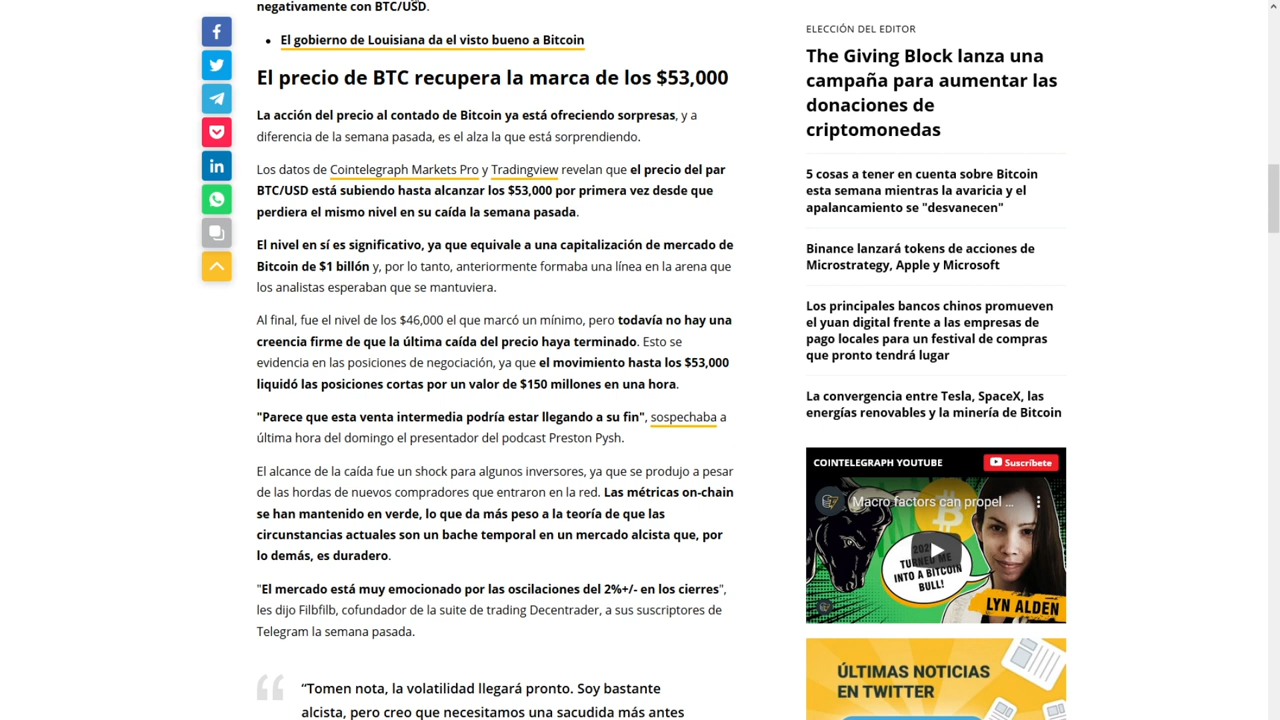 negativamente con BTC/USD.
• El gobierno de Louisiana da el visto bueno a Bitcoin
El precio de BTC recupera la marca de los $53,000
La acción del precio al contado de Bitcoin ya está ofreciendo sorpresas, y a
diferencia de la semana pasada, es el alza la que está sorprendiendo.
Los datos de Cointelegraph Markets Pro y Tradingview revelan que el precio del par
BTC/USD está subiendo hasta alcanzar los $53,000 por primera vez desde que
perdiera el mismo nivel en su caída la semana pasada.
El nivel en sí es significativo, ya que equivale a una capitalización de mercado de
Bitcoin de $1 billón y, por lo tanto, anteriormente formaba una línea en la arena que
los analistas esperaban que se mantuviera.
Al final, fue el nivel de los $46,000 el que marcó un mínimo, pero todavía no hay una
creencia firme de que la última caída del precio haya terminado. Esto se
evidencia en las posiciones de negociación, ya que el movimiento hasta los $53,000
liquidó las posiciones cortas por un valor de $150 millones en una hora.
"Parece que esta venta intermedia podría estar llegando a su fin", sospechaba a
última hora del domingo el presentador del podcast Preston Pysh.
El alcance de la caída fue un shock para algunos inversores, ya que se produjo a pesar
de las hordas de nuevos compradores que entraron en la red. Las métricas on-chain
se han mantenido en verde, lo que da más peso a la teoría de que las
circunstancias actuales son un bache temporal en un mercado alcista que, por
lo demás, es duradero.
"El mercado está muy emocionado por las oscilaciones del 2%+/- en los cierres",
les dijo Filbfilb, cofundador de la suite de trading Decentrader, a sus suscriptores de
Telegram la semana pasada.
“Tomen nota, la volatilidad llegará pronto. Soy bastante
alcista, pero creo que necesitamos una sacudida más antes
ELECCIÓN DEL EDITOR
The Giving Block lanza una
campaña para aumentar las
donaciones de
criptomonedas
5 cosas a tener en cuenta sobre Bitcoin
esta semana mientras la avaricia y el
apalancamiento se "desvanecen"
Binance lanzará tokens de acciones de
Microstrategy, Apple y Microsoft
Los principales bancos chinos promueven
el yuan digital frente a las empresas de
pago locales para un festival de compras
que pronto tendrá lugar
La convergencia entre Tesla, SpaceX, las
energías renovables y la minería de Bitcoin
COINTELEGRAPH YOUTUBE
Suscríbete
Macro factors can propel ...
TURNED ME
INTO A BITCOIN
BULL!
LYN ALDEN
ÚLTIMAS NOTICIAS
EN TWITTER